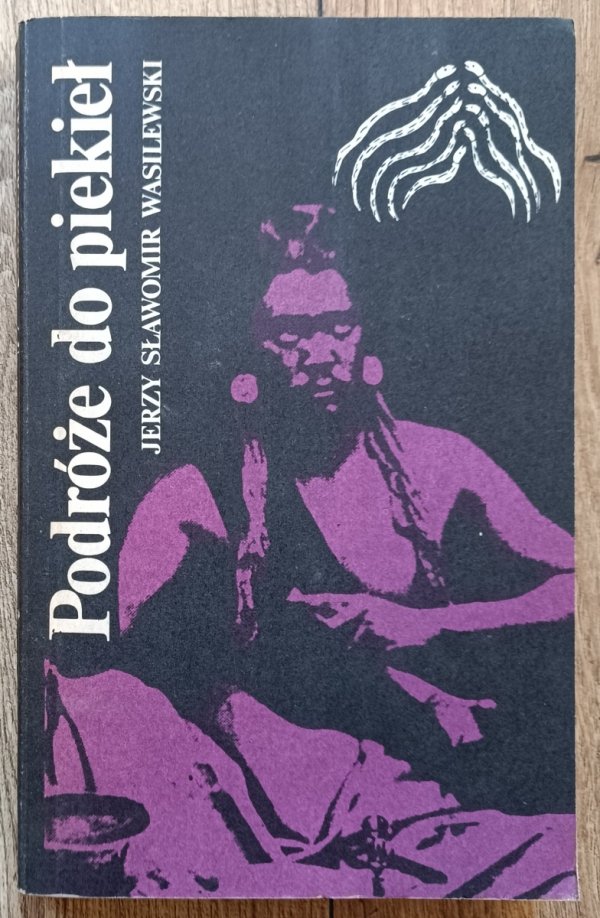 Podróże do piekieł
JERZY SŁAWOMIR WASILEWSKI